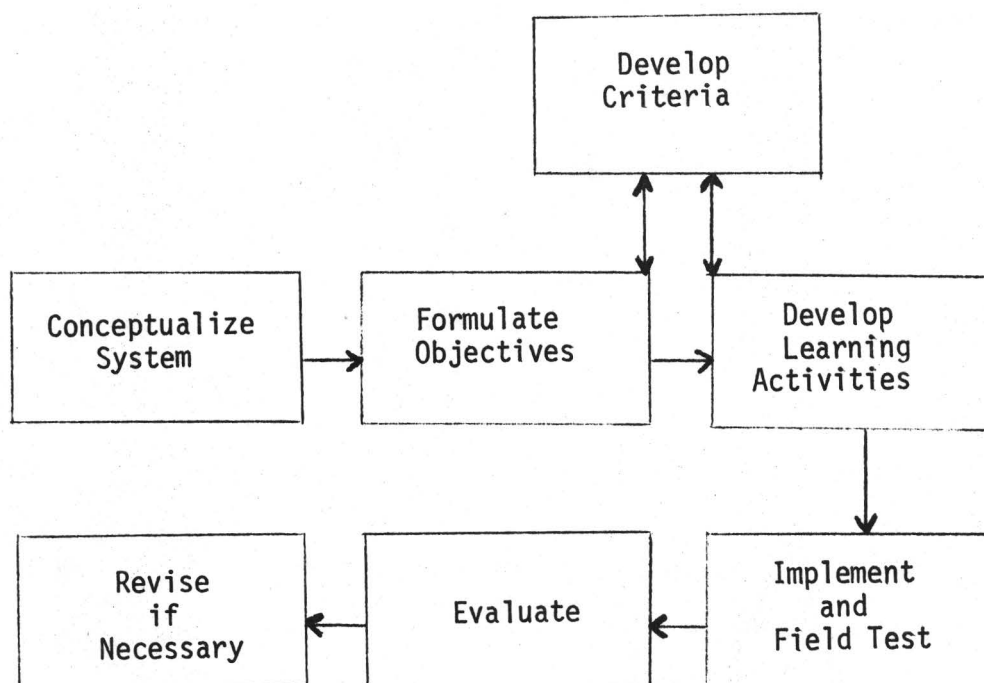 Develop
Criteria
Conceptualize
System
Formulate
Objectives
Develop
Learning
Activities
Revise
if
Necessary
Evaluate
Implement
and
Field Test